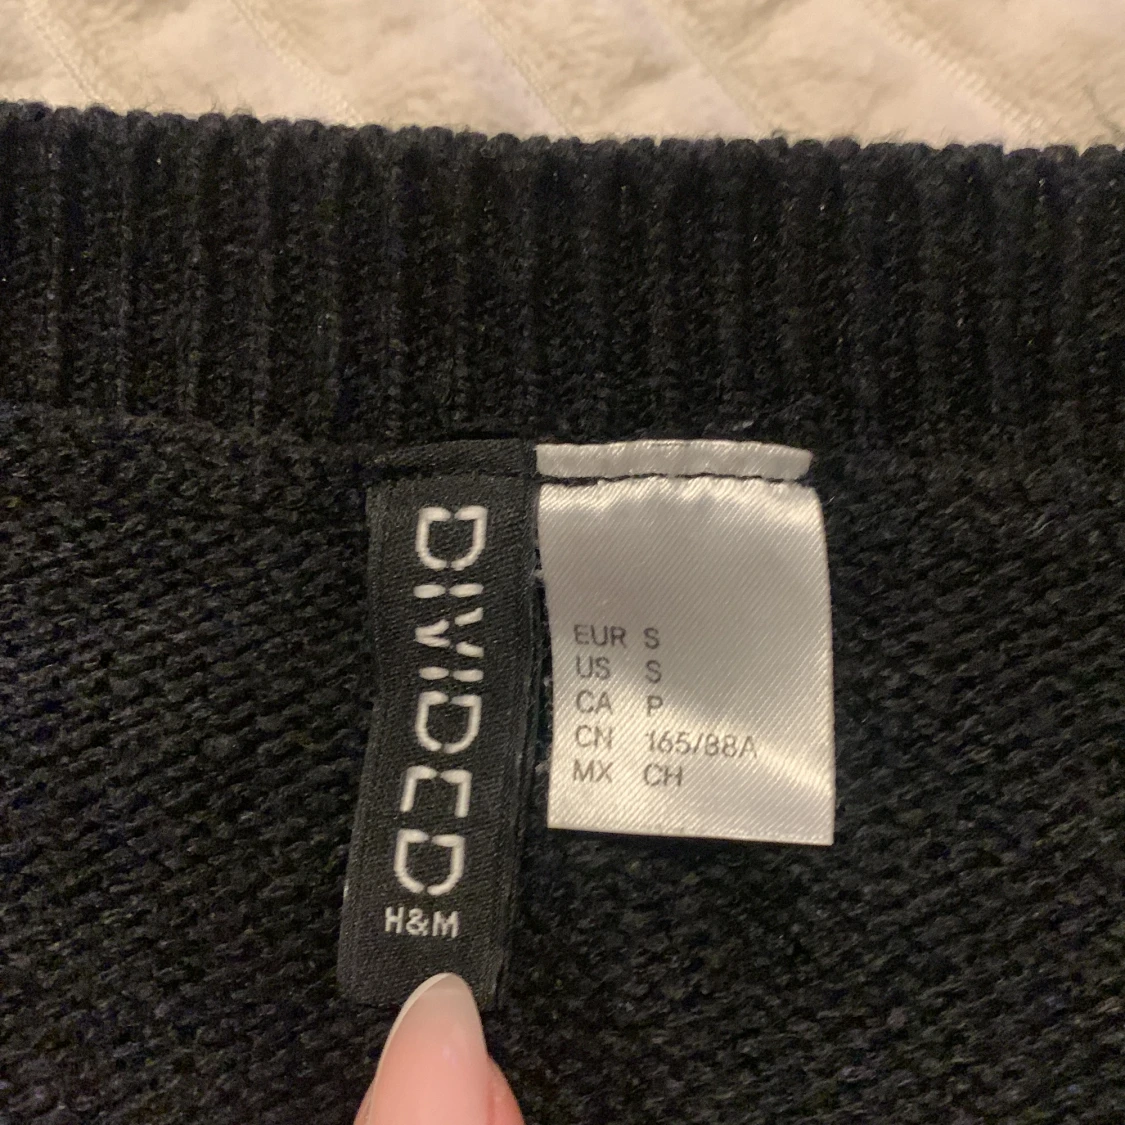 DIVIDED
H&M
EUR S
US S
CA P
CN 165/88A
MX CH